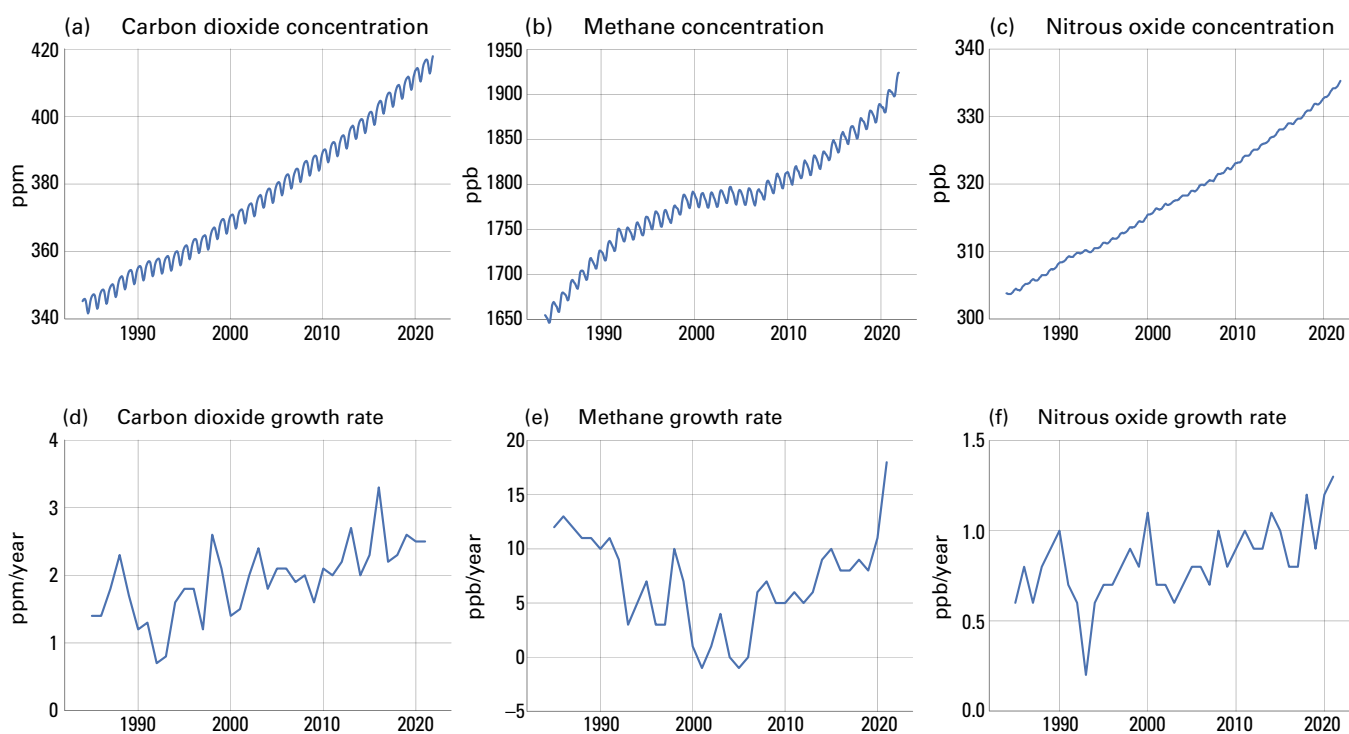 (a) Carbon dioxide concentration
420
400
380
360
340
ppm
1990 2000 2010 2020
(b) Methane concentration
1950
1900
1850
1800
1750
1700
1650
ppb
1990 2000 2010 2020
(c) Nitrous oxide concentration
340
330
320
310
300
ppb
1990 2000 2010 2020
(d) Carbon dioxide growth rate
4
3
2
1
0
ppm/year
1990 2000 2010 2020
(e) Methane growth rate
20
15
10
5
0
–5
ppb/year
1990 2000 2010 2020
(f) Nitrous oxide growth rate
1.5
1.0
0.5
0.0
ppb/year
1990 2000 2010 2020